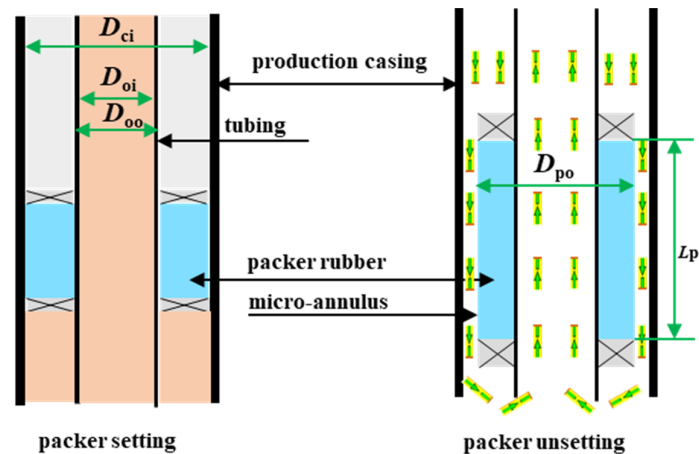 Dci
Doi
Doo
production casing
tubing
Dpo
Lp
packer rubber
micro-annulus
packer setting
packer unsetting